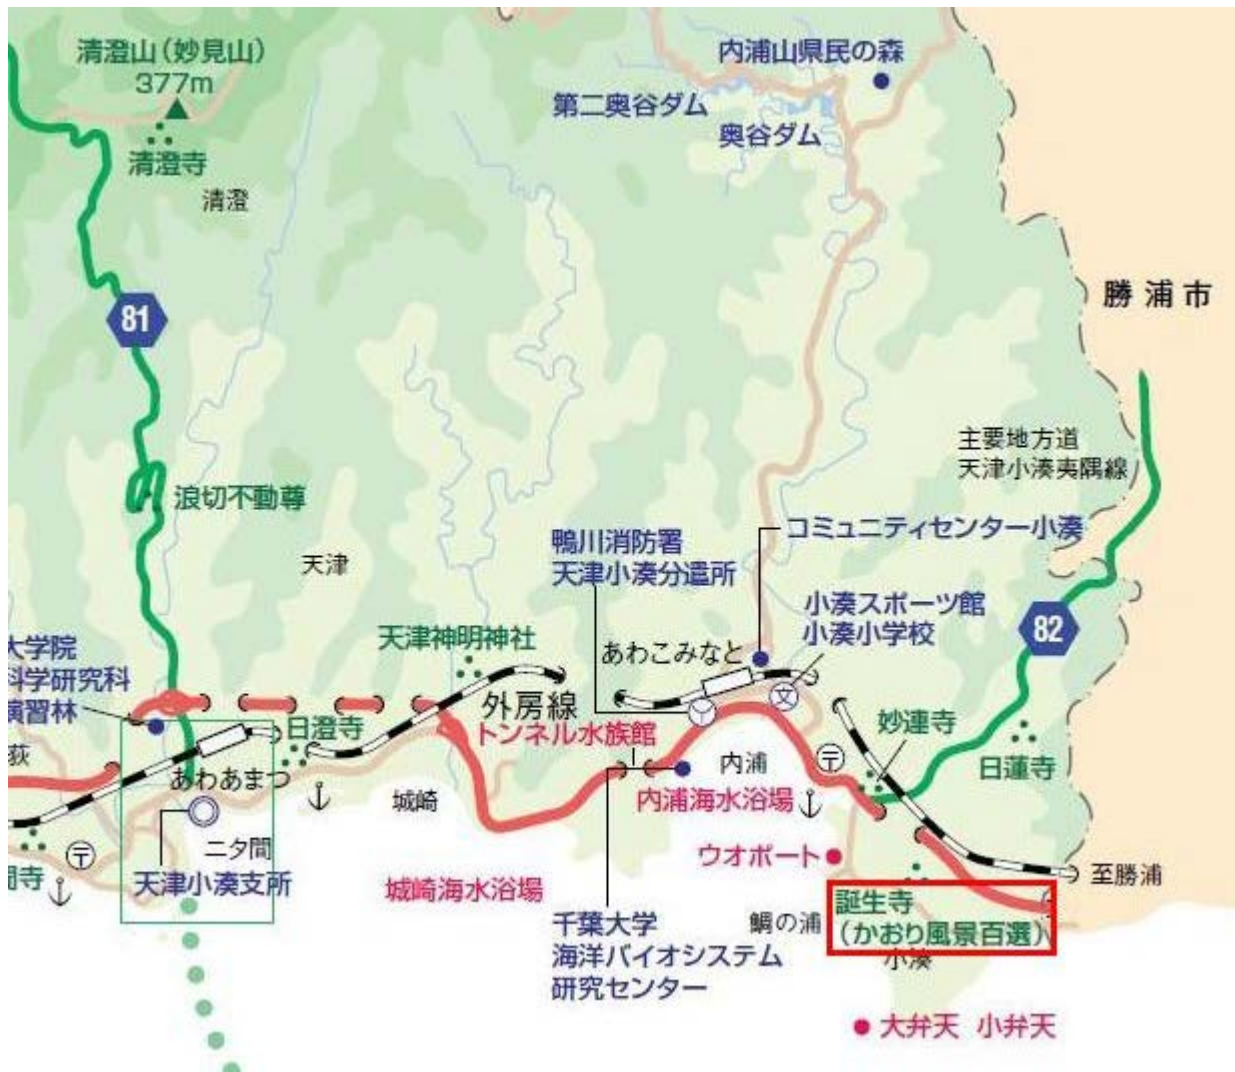 清澄山(妙見山)
377m
清澄寺
清澄
内浦山県民の森
第二奥谷ダム
奥谷ダム
81
勝浦市
主要地方道
天津小湊夷隅線
浪切不動尊
天津
鴨川消防署
天津小湊分遣所
コミュニティセンター小湊
小湊スポーツ館
小湊小学校
82
大学院
科学研究科
演習林
天津神明神社
あわこみなと
外房線
トンネル水族館
文
日澄寺
妙連寺
日蓮寺
荻
あわあまつ
城崎
内浦
〒
内浦海水浴場
二タ間
〒
天津小湊支所
城崎海水浴場
ウオポート
至勝浦
千葉大学
海洋バイオシステム
研究センター
鯛の浦
誕生寺
(かおり風景百選)
小湊
大弁天 小弁天